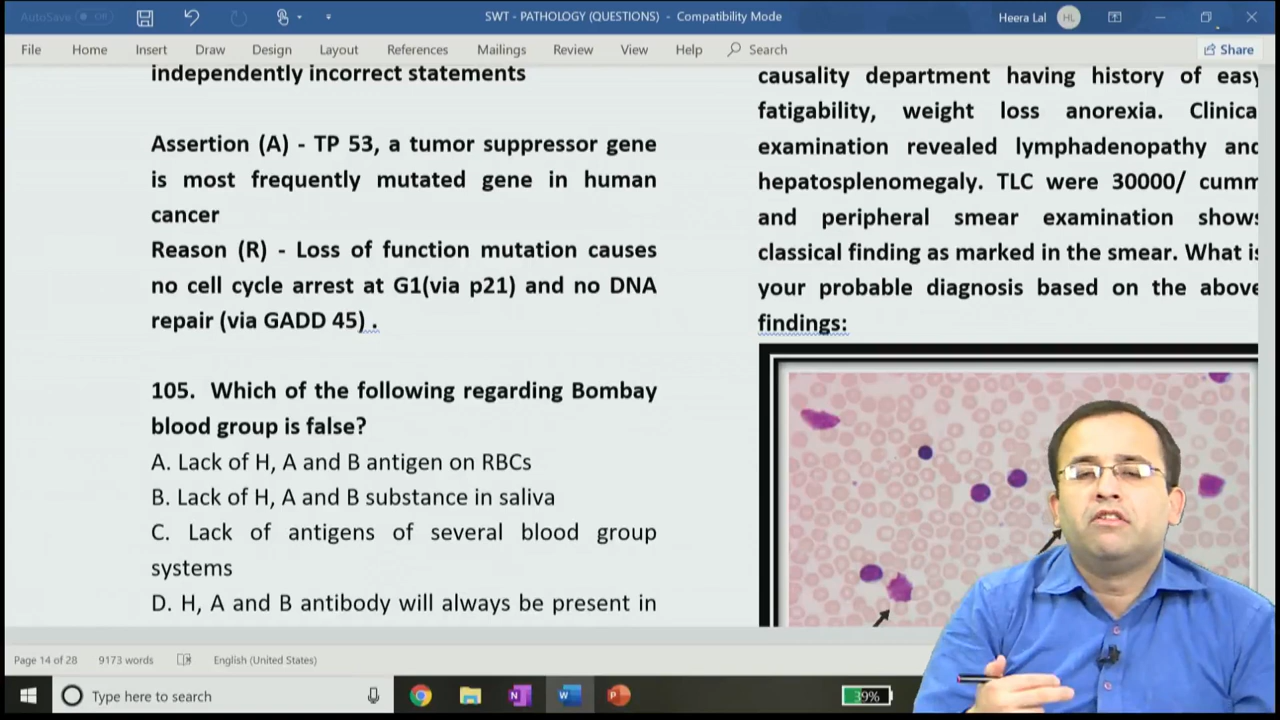 AutoSave Off
SWT - PATHOLOGY (QUESTIONS) - Compatibility Mode
Heera Lal HL
File Home Insert Draw Design Layout References Mailings Review View Help Search Share
independently incorrect statements
Assertion (A) - TP 53, a tumor suppressor gene
is most frequently mutated gene in human
cancer
Reason (R) - Loss of function mutation causes
no cell cycle arrest at G1(via p21) and no DNA
repair (via GADD 45) .
105. Which of the following regarding Bombay
blood group is false?
A. Lack of H, A and B antigen on RBCs
B. Lack of H, A and B substance in saliva
C. Lack of antigens of several blood group
systems
D. H, A and B antibody will always be present in
causality department having history of easy
fatigability, weight loss anorexia. Clinica
examination revealed lymphadenopathy and
hepatosplenomegaly. TLC were 30000/ cumm
and peripheral smear examination shows
classical finding as marked in the smear. What is
your probable diagnosis based on the above
findings:
Page 14 of 28 9173 words English (United States)
Type here to search
39%